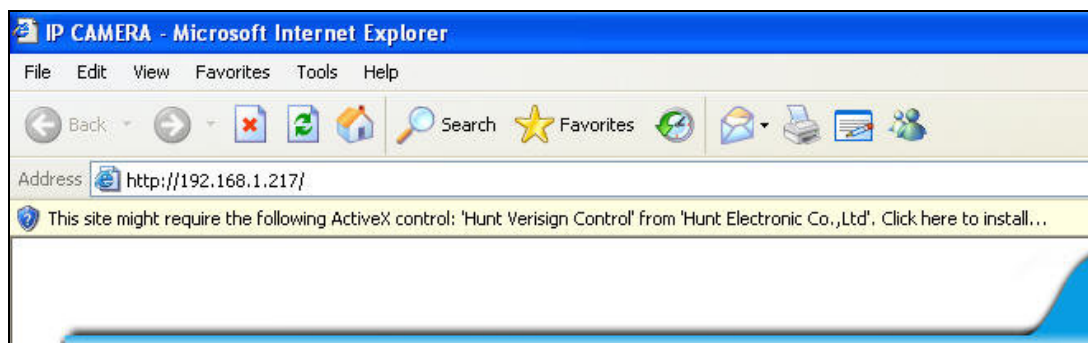 IP CAMERA - Microsoft Internet Explorer
File Edit View Favorites Tools Help
Back Search Favorites
Address http://192.168.1.217/
This site might require the following ActiveX control: 'Hunt Verisign Control' from 'Hunt Electronic Co.,Ltd'. Click here to install...